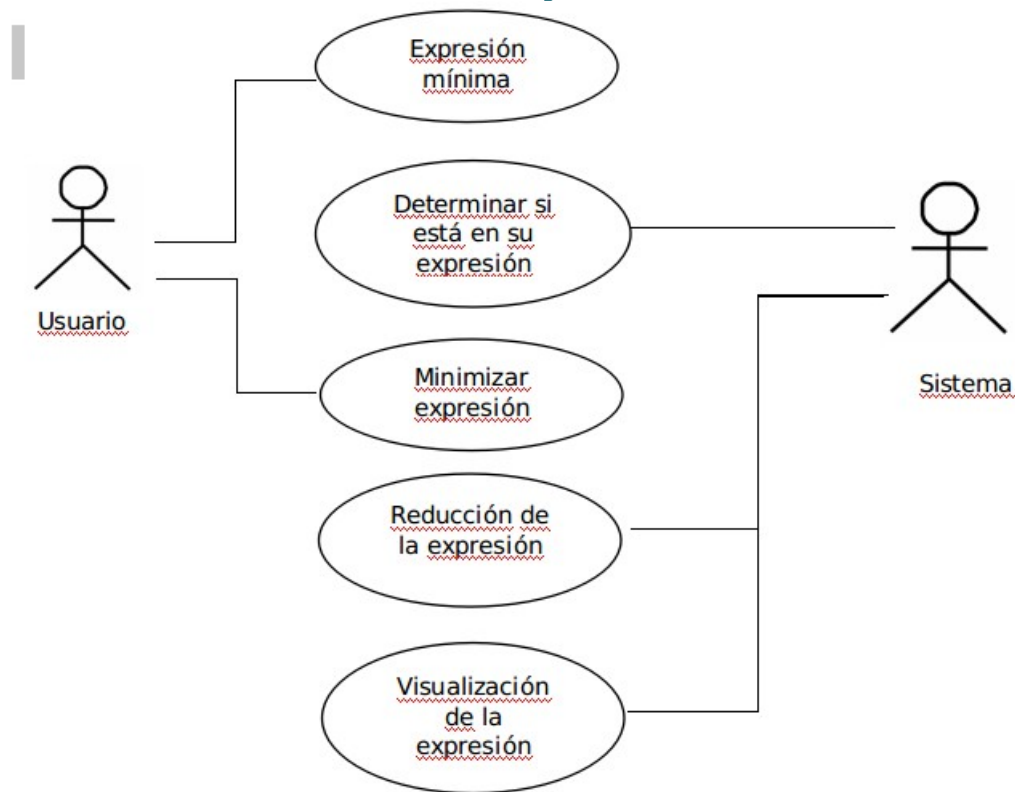 Expresión
mínima
Determinar si
está en su
expresión
Usuario
Minimizar
expresión
Sistema
Reducción de
la expresión
Visualización
de la
expresión